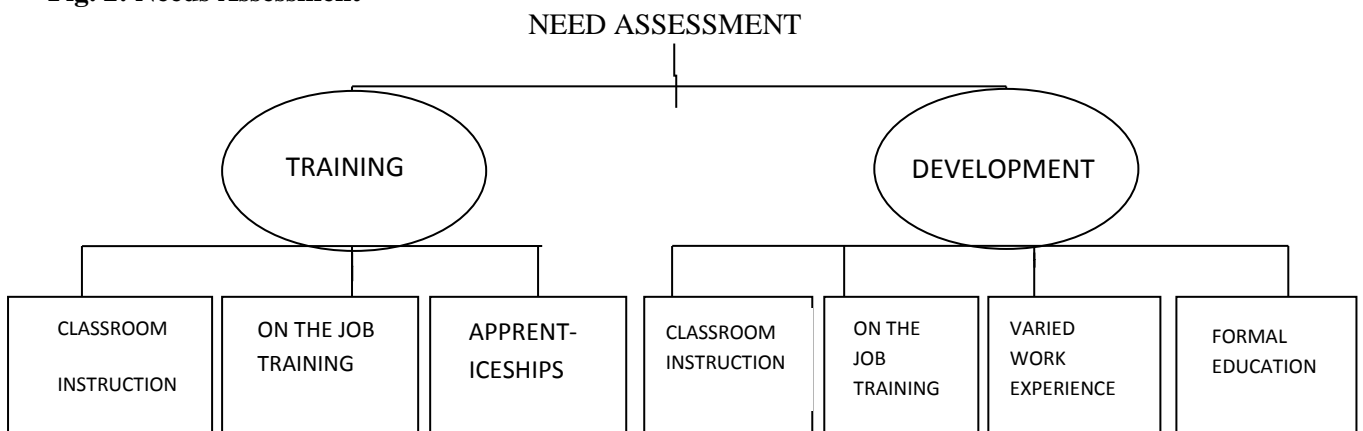 Fig. 2: Needs Assessment
NEED ASSESSMENT
TRAINING
DEVELOPMENT
CLASSROOM
INSTRUCTION
ON THE JOB
TRAINING
APPRENT-
ICESHIPS
CLASSROOM
INSTRUCTION
ON THE
JOB
TRAINING
VARIED
WORK
EXPERIENCE
FORMAL
EDUCATION